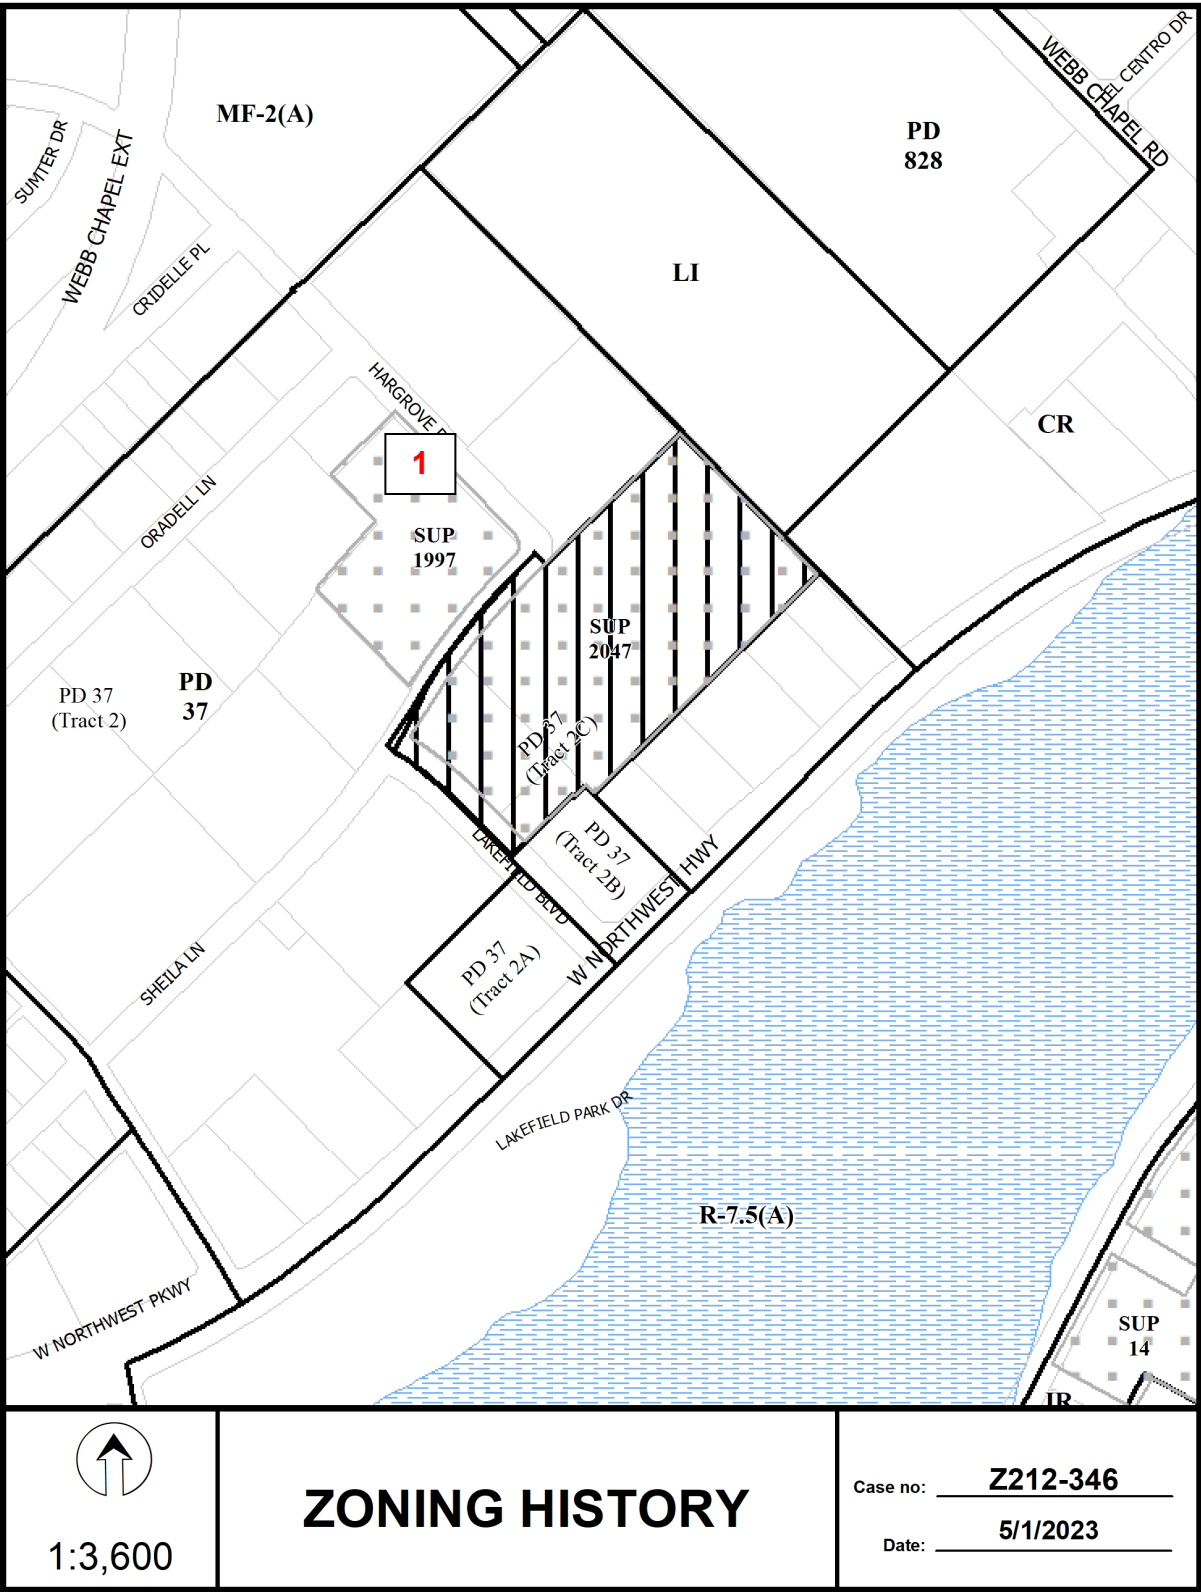 MF-2(A)
SUMTER DR
WEBB CHAPEL EXT
CRIDELLE PL
WEBB CHAPEL RD
EL CENTRO DR
PD
828
LI
CR
HARGROVE
1
SUP
1997
ORADELL LN
SUP
2047
PD 37
(Tract 2)
PD
37
PD 37
(Tract 2C)
PD 37
(Tract 2B)
LAKEFIELD BLVD
W NORTHWEST HWY
PD 37
(Tract 2A)
SHEILA LN
LAKEFIELD PARK DR
R-7.5(A)
W NORTHWEST PKWY
SUP
14
IR
1:3,600
ZONING HISTORY
Case no: Z212-346
Date: 5/1/2023